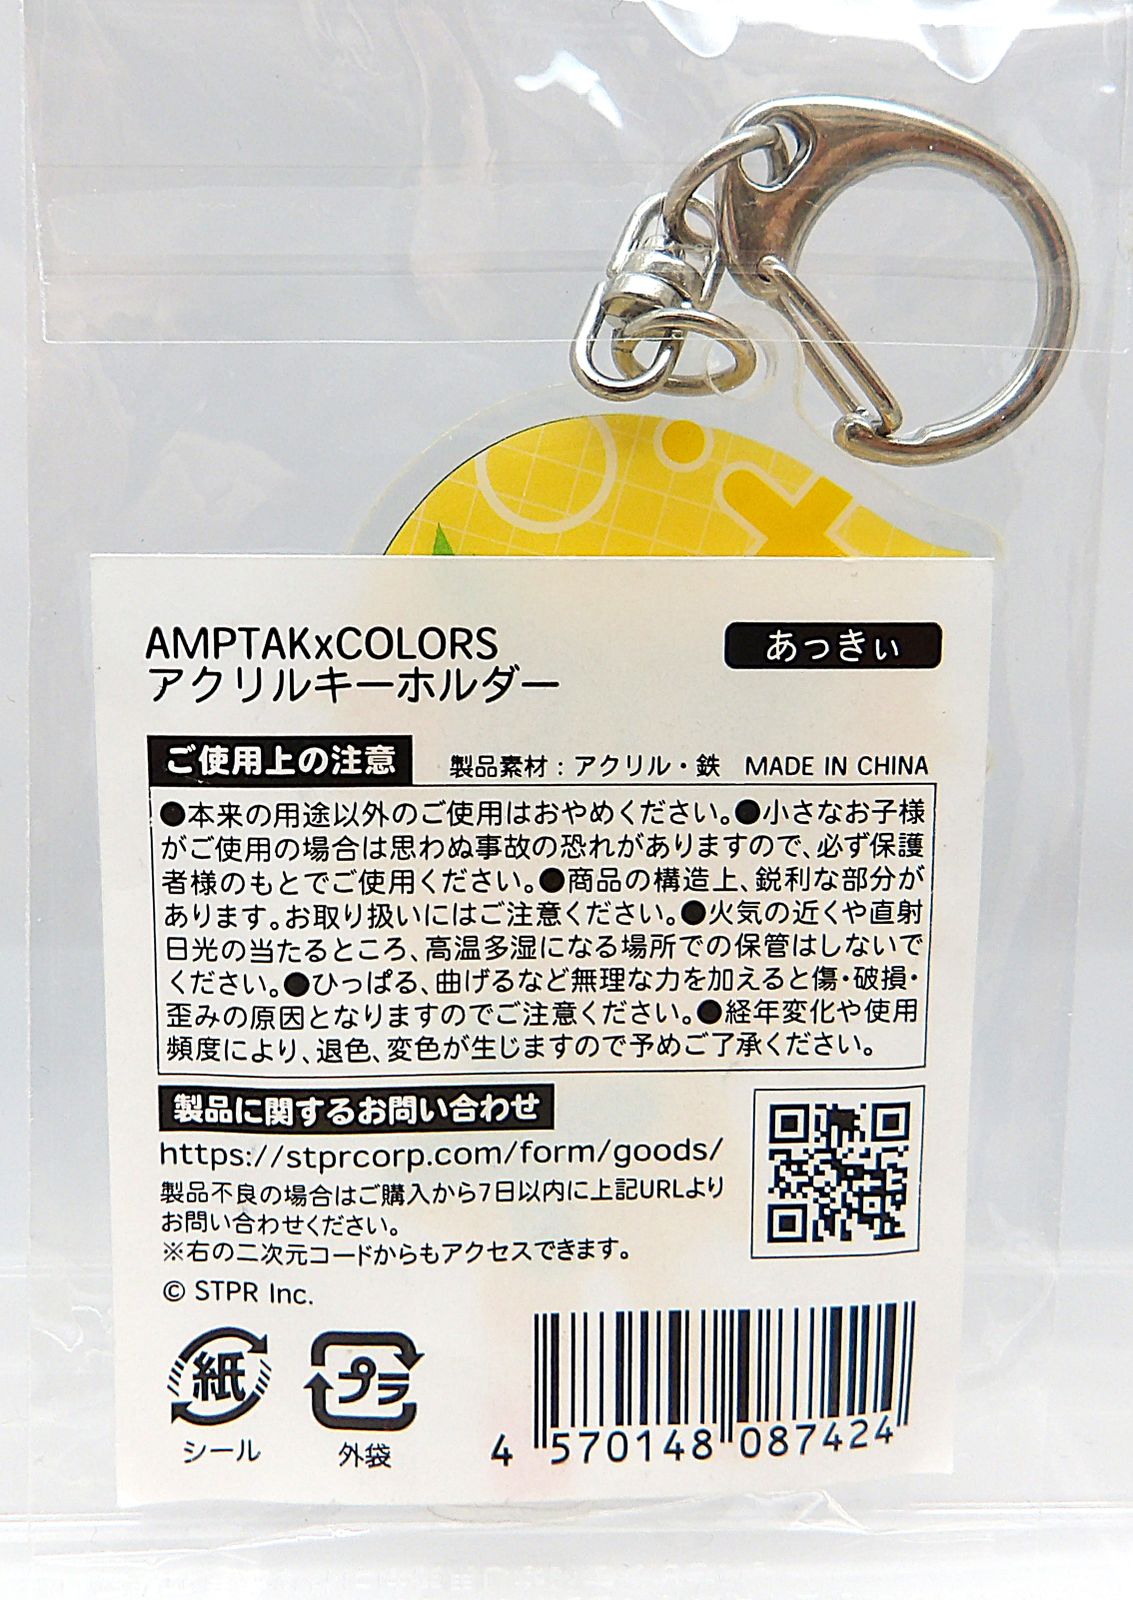 AMPTAKxCOLORS
アクリルキーホルダー
あっきぃ
ご使用上の注意
製品素材：アクリル・鉄 MADE IN CHINA
●本来の用途以外のご使用はおやめください。●小さなお子様
がご使用の場合は思わぬ事故の恐れがありますので、必ず保護
者様のもとでご使用ください。●商品の構造上、鋭利な部分が
あります。お取り扱いにはご注意ください。●火気の近くや直射
日光の当たるところ、高温多湿になる場所での保管はしないで
ください。●ひっぱる、曲げるなど無理な力を加えると傷・破損・
歪みの原因となりますのでご注意ください。●経年変化や使用
頻度により、退色、変色が生じますので予めご了承ください。
製品に関するお問い合わせ
https://stprcorp.com/form/goods/
製品不良の場合はご購入から7日以内に上記URLより
お問い合わせください。
※右の二次元コードからもアクセスできます。
© STPR Inc.
紙
シール
プラ
外袋
4 570148 087424